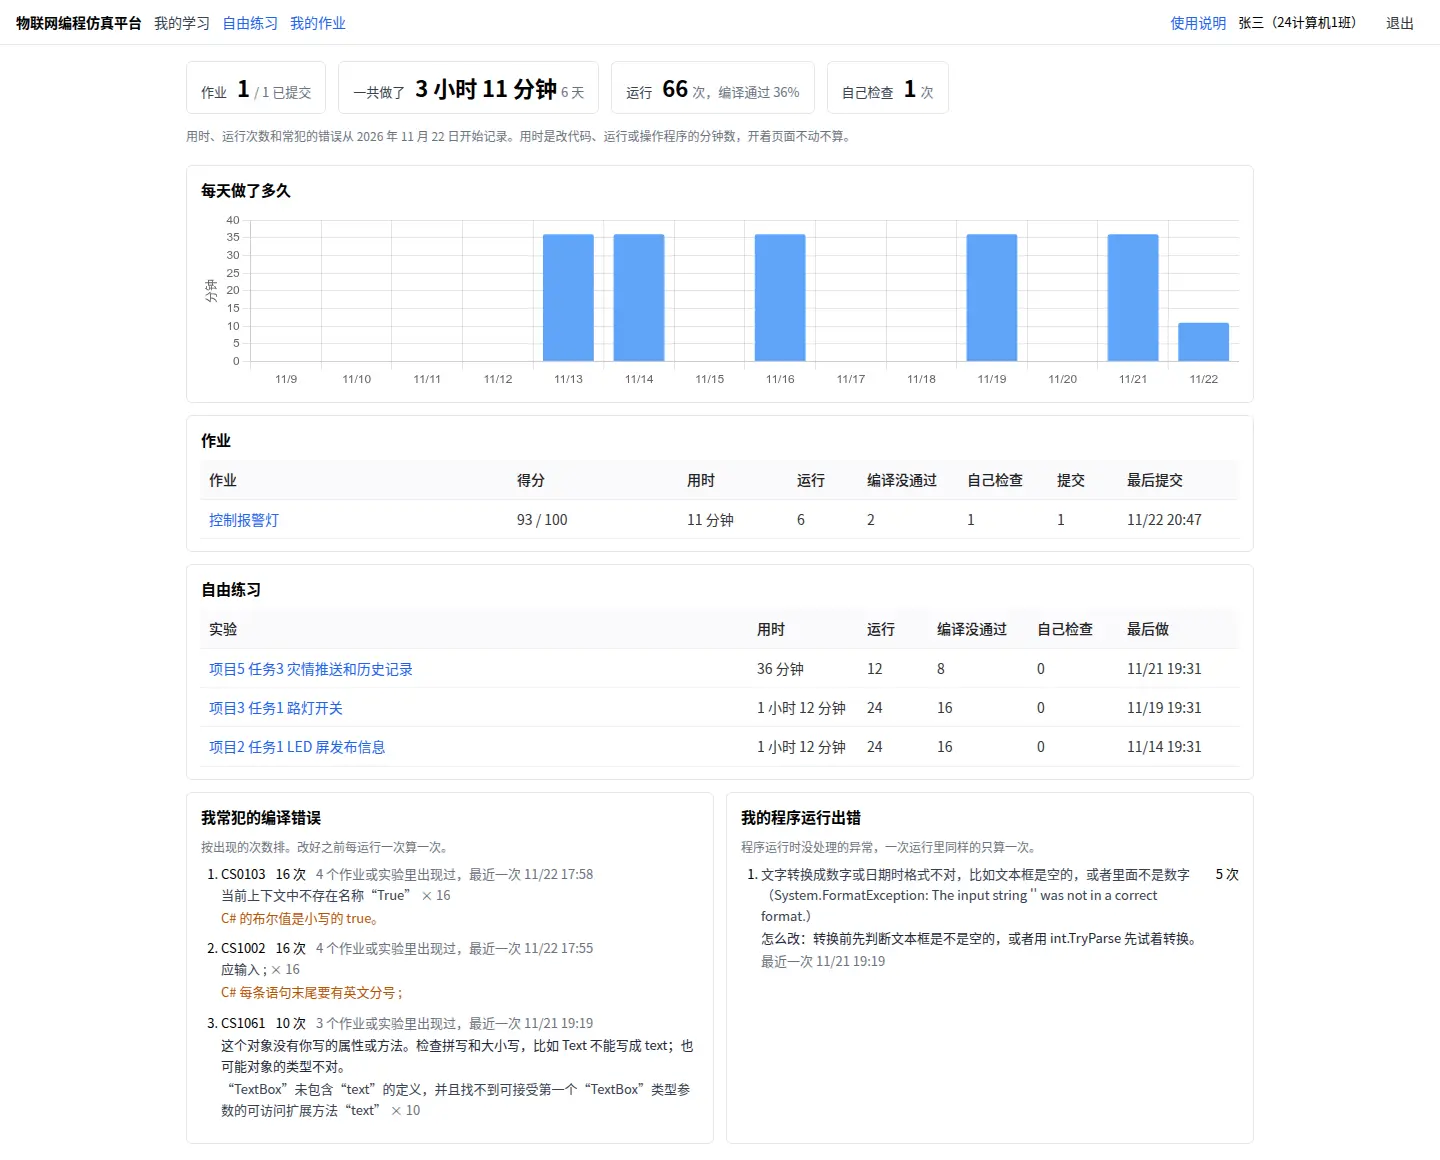 物联网编程仿真平台 我的学习 自由练习 我的作业 使用说明 张三（24计算机1班） 退出
作业 1 / 1 已提交 一共做了 3 小时 11 分钟 6 天 运行 66 次，编译通过 36% 自己检查 1 次
用时、运行次数和常犯的错误从 2026 年 11 月 22 日开始记录。用时是改代码、运行或操作程序的分钟数，开着页面不动不算。
每天做了多久
分钟
40
35
30
25
20
15
10
5
0
11/9 11/10 11/11 11/12 11/13 11/14 11/15 11/16 11/17 11/18 11/19 11/20 11/21 11/22
作业
作业 得分 用时 运行 编译没通过 自己检查 提交 最后提交
控制报警灯 93 / 100 11 分钟 6 2 1 1 11/22 20:47
自由练习
实验 用时 运行 编译没通过 自己检查 最后做
项目5 任务3 灾情推送和历史记录 36 分钟 12 8 0 11/21 19:31
项目3 任务1 路灯开关 1 小时 12 分钟 24 16 0 11/19 19:31
项目2 任务1 LED 屏发布信息 1 小时 12 分钟 24 16 0 11/14 19:31
我常犯的编译错误
按出现的次数排。改好之前每运行一次算一次。
1. CS0103 16 次 4 个作业或实验里出现过，最近一次 11/22 17:58
当前上下文中不存在名称“True” × 16
C# 的布尔值是小写的 true。
2. CS1002 16 次 4 个作业或实验里出现过，最近一次 11/22 17:55
应输入 ; × 16
C# 每条语句末尾要有英文分号 ;
3. CS1061 10 次 3 个作业或实验里出现过，最近一次 11/21 19:19
这个对象没有你写的属性或方法。检查拼写和大小写，比如 Text 不能写成 text；也
可能对象的类型不对。
“TextBox”未包含“text”的定义，并且找不到可接受第一个“TextBox”类型参
数的可访问扩展方法“text” × 10
我的程序运行出错
程序运行时没处理的异常，一次运行里同样的只算一次。
1. 文字转换成数字或日期时格式不对，比如文本框是空的，或者里面不是数字 5 次
（System.FormatException: The input string '' was not in a correct
format.）
怎么改：转换前先判断文本框是不是空的，或者用 int.TryParse 先试着转换。
最近一次 11/21 19:19